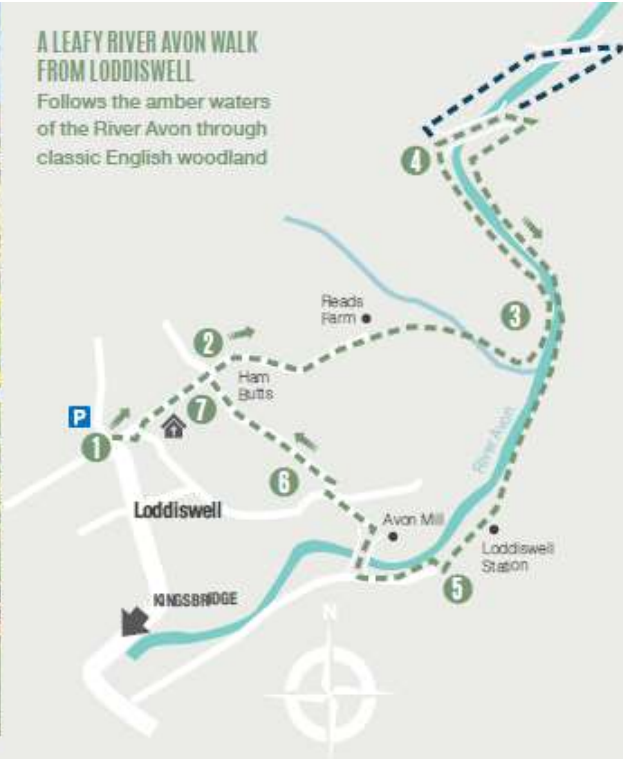 A LEAFY RIVER AVON WALK
FROM LODDISWELL
Follows the amber waters
of the River Avon through
classic English woodland
4
Reads
Farm
3
2
Ham
Butts
P
7
1
River Avon
6
Loddiswell
Avon Mill
Loddiswell
Station
5
KINGSBRIDGE
N